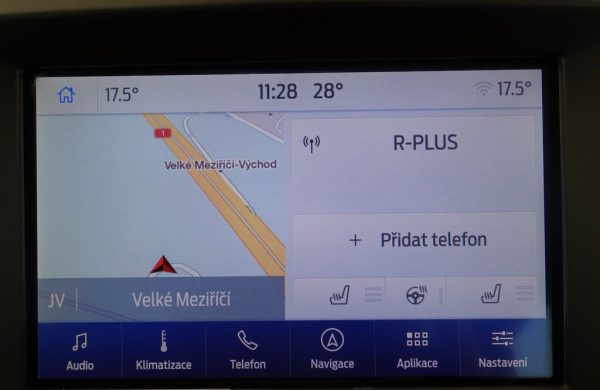 17.5°
11:28 28°
17.5°
1
Velké Meziříčí-Východ
R-PLUS
+ Přidat telefon
JV Velké Meziříčí
Audio
Klimatizace
Telefon
Navigace
Aplikace
Nastavení